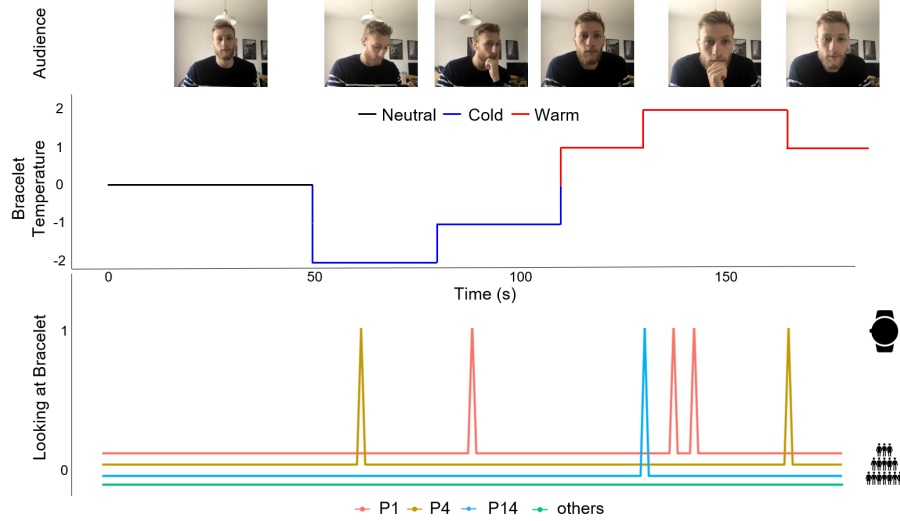 Audience
Bracelet
Temperature
2
1
0
-1
-2
Neutral Cold Warm
0 50 100 150
Time (s)
Looking at Bracelet
1
0
P1 P4 P14 others